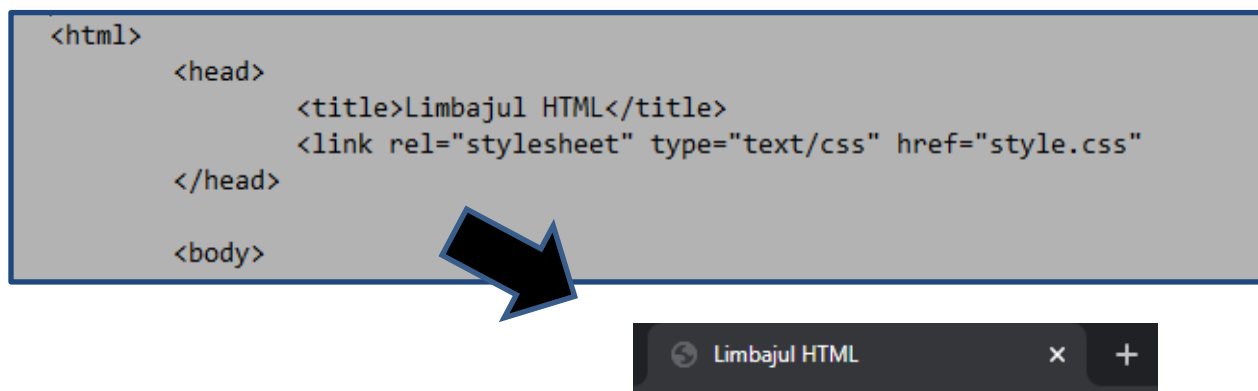 <html>
<head>
<title>Limbajul HTML</title>
<link rel="stylesheet" type="text/css" href="style.css"
</head>
<body>
Limbajul HTML × +